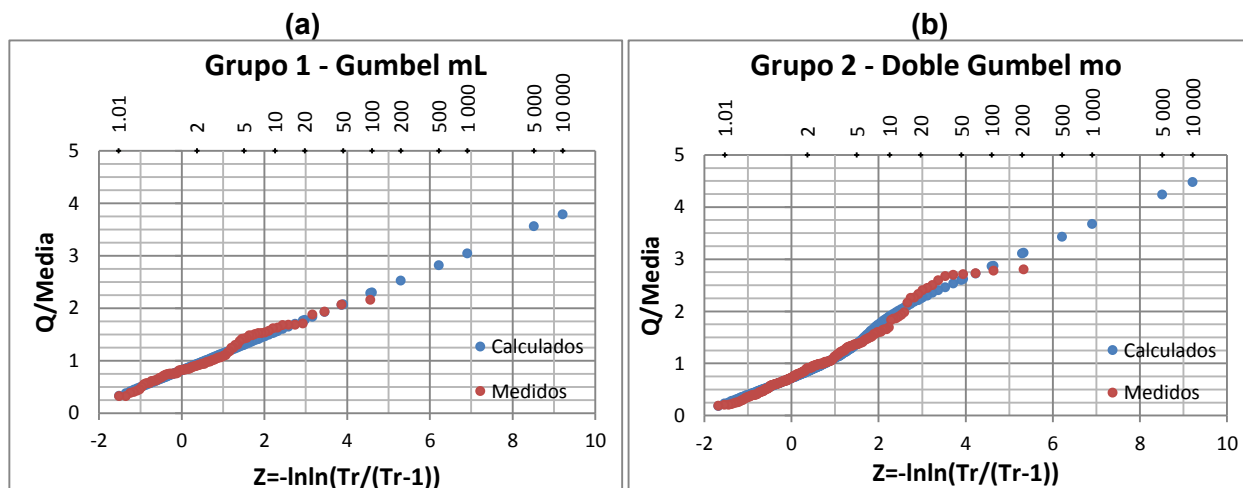 (a)
Grupo 1 - Gumbel mL
1.01 2 5 10 20 50 100 200 500 1 000 5 000 10 000
5
4
3
2
1
0
Q/Media
Calculados
Medidos
-2 0 2 4 6 8 10
Z=-lnln(Tr/(Tr-1))
(b)
Grupo 2 - Doble Gumbel mo
1.01 2 5 10 20 50 100 200 500 1 000 5 000 10 000
5
4
3
2
1
0
Q/Media
Calculados
Medidos
-2 0 2 4 6 8 10
Z=-lnln(Tr/(Tr-1))